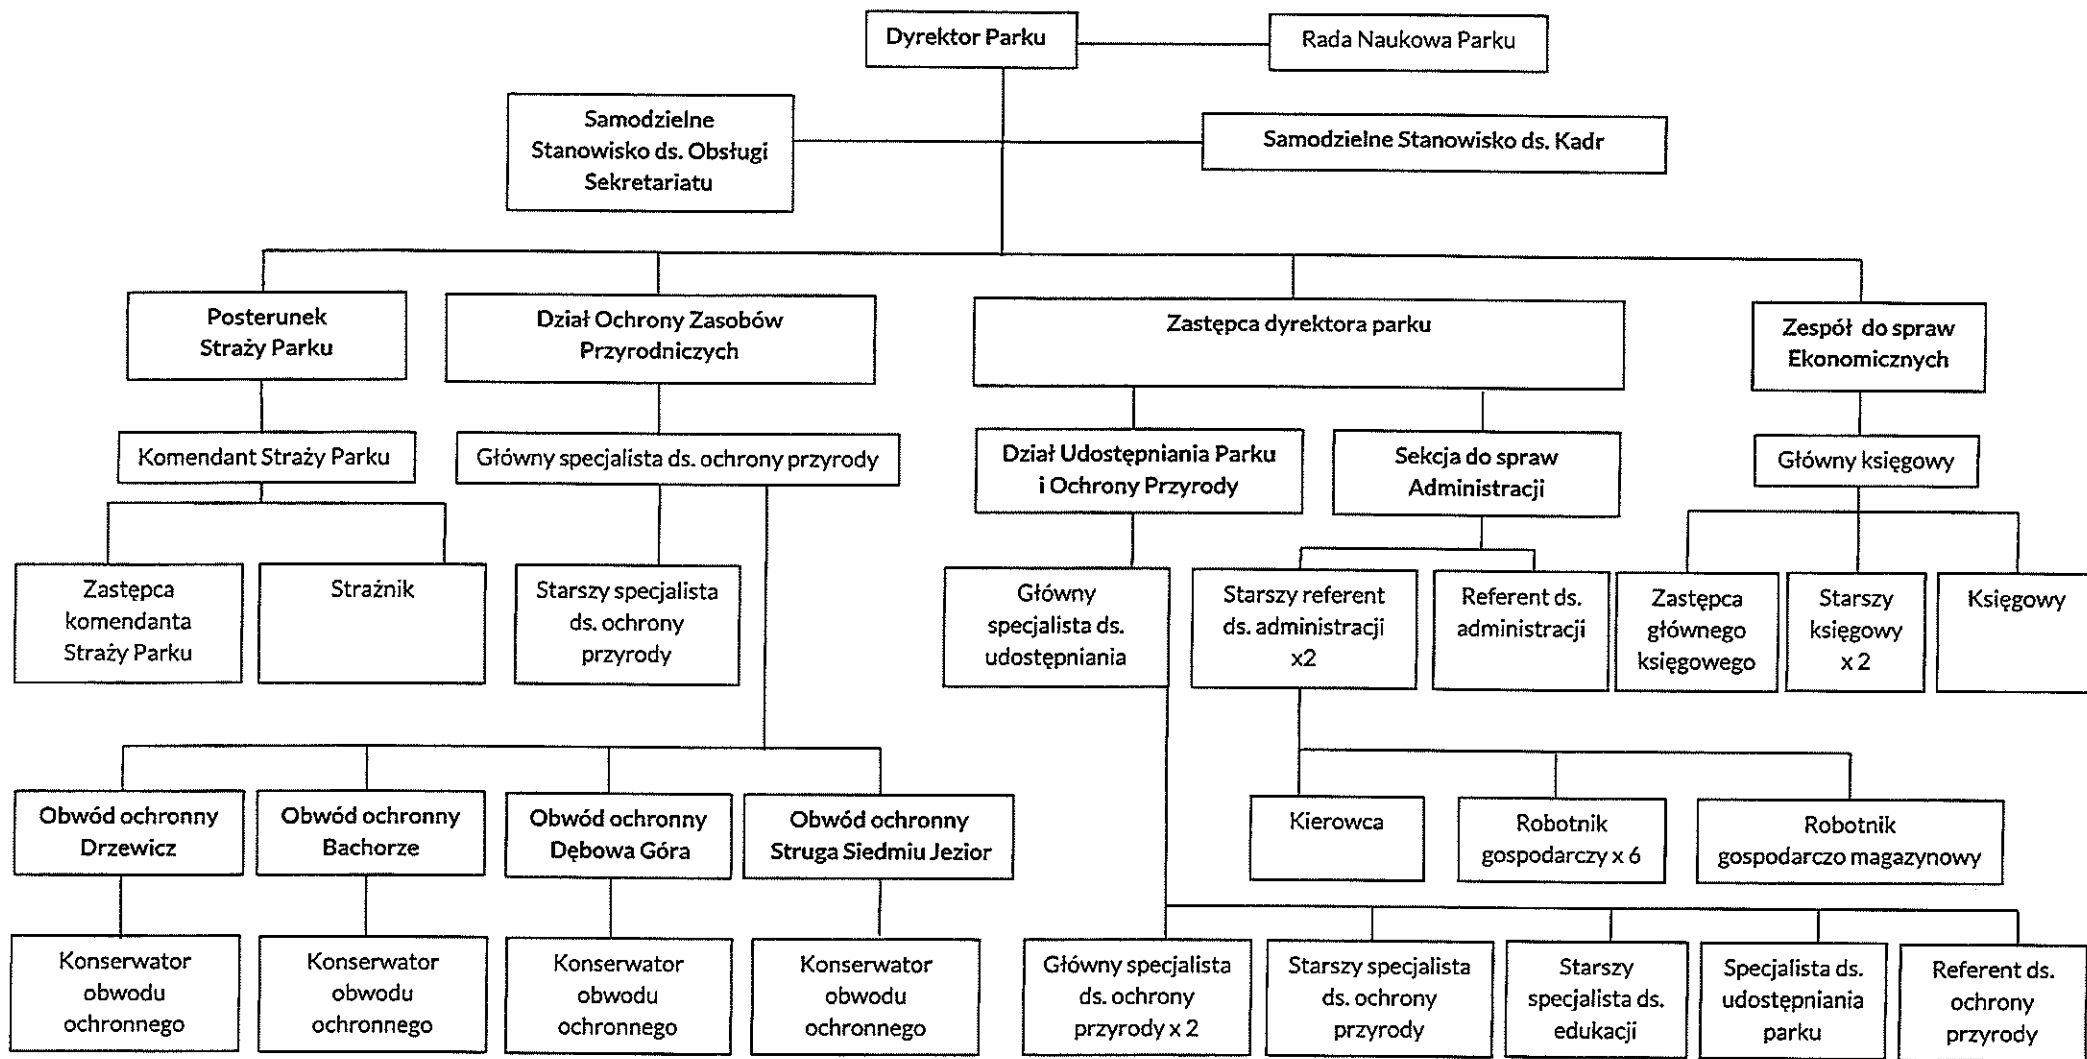 Dyrektor Parku
Rada Naukowa Parku
Samodzielne
Stanowisko ds. Obsługi
Sekretariatu
Samodzielne Stanowisko ds. Kadr
Posterunek
Straży Parku
Dział Ochrony Zasobów
Przyrodniczych
Zastępca dyrektora parku
Zespół do spraw
Ekonomicznych
Komendant Straży Parku
Główny specjalista ds. ochrony przyrody
Dział Udostępniania Parku
i Ochrony Przyrody
Sekcja do spraw
Administracji
Główny księgowy
Zastępca
komendanta
Straży Parku
Strażnik
Starszy specjalista
ds. ochrony
przyrody
Główny
specjalista ds.
udostępniania
Starszy referent
ds. administracji
x2
Referent ds.
administracji
Zastępca
głównego
księgowego
Starszy
księgowy
x 2
Księgowy
Obwód ochronny
Drzewicz
Obwód ochronny
Bachorze
Obwód ochronny
Dębowa Góra
Obwód ochronny
Struga Siedmiu Jezior
Kierowca
Robotnik
gospodarczy x 6
Robotnik
gospodarczo magazynowy
Konserwator
obwodu
ochronnego
Konserwator
obwodu
ochronnego
Konserwator
obwodu
ochronnego
Konserwator
obwodu
ochronnego
Główny specjalista
ds. ochrony
przyrody x 2
Starszy specjalista
ds. ochrony
przyrody
Starszy
specjalista ds.
edukacji
Specjalista ds.
udostępniania
parku
Referent ds.
ochrony
przyrody